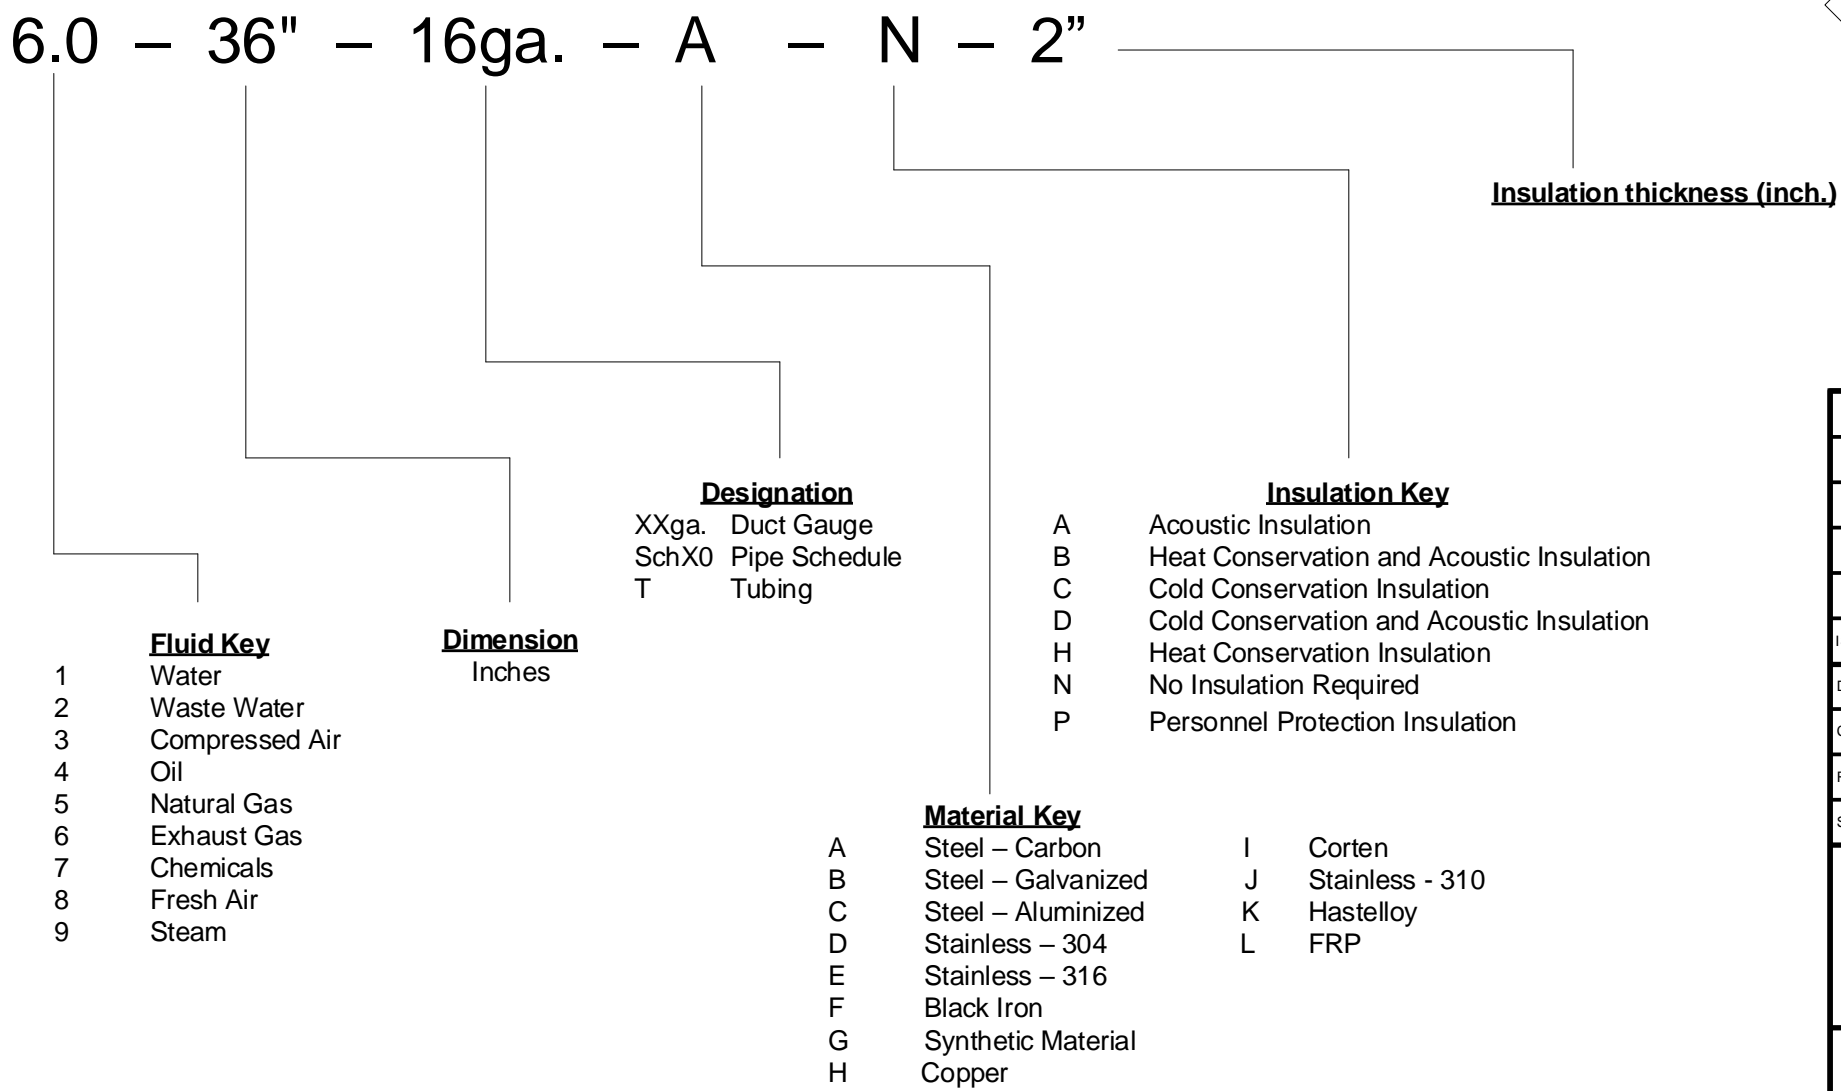 6.0 – 36" – 16ga. – A – N – 2”
Insulation thickness (inch.)
Designation
XXga. Duct Gauge
SchX0 Pipe Schedule
T Tubing
Insulation Key
A Acoustic Insulation
B Heat Conservation and Acoustic Insulation
C Cold Conservation Insulation
D Cold Conservation and Acoustic Insulation
H Heat Conservation Insulation
N No Insulation Required
P Personnel Protection Insulation
Fluid Key
1 Water
2 Waste Water
3 Compressed Air
4 Oil
5 Natural Gas
6 Exhaust Gas
7 Chemicals
8 Fresh Air
9 Steam
Dimension
Inches
Material Key
A Steel – Carbon I Corten
B Steel – Galvanized J Stainless - 310
C Steel – Aluminized K Hastelloy
D Stainless – 304 L FRP
E Stainless – 316
F Black Iron
G Synthetic Material
H Copper